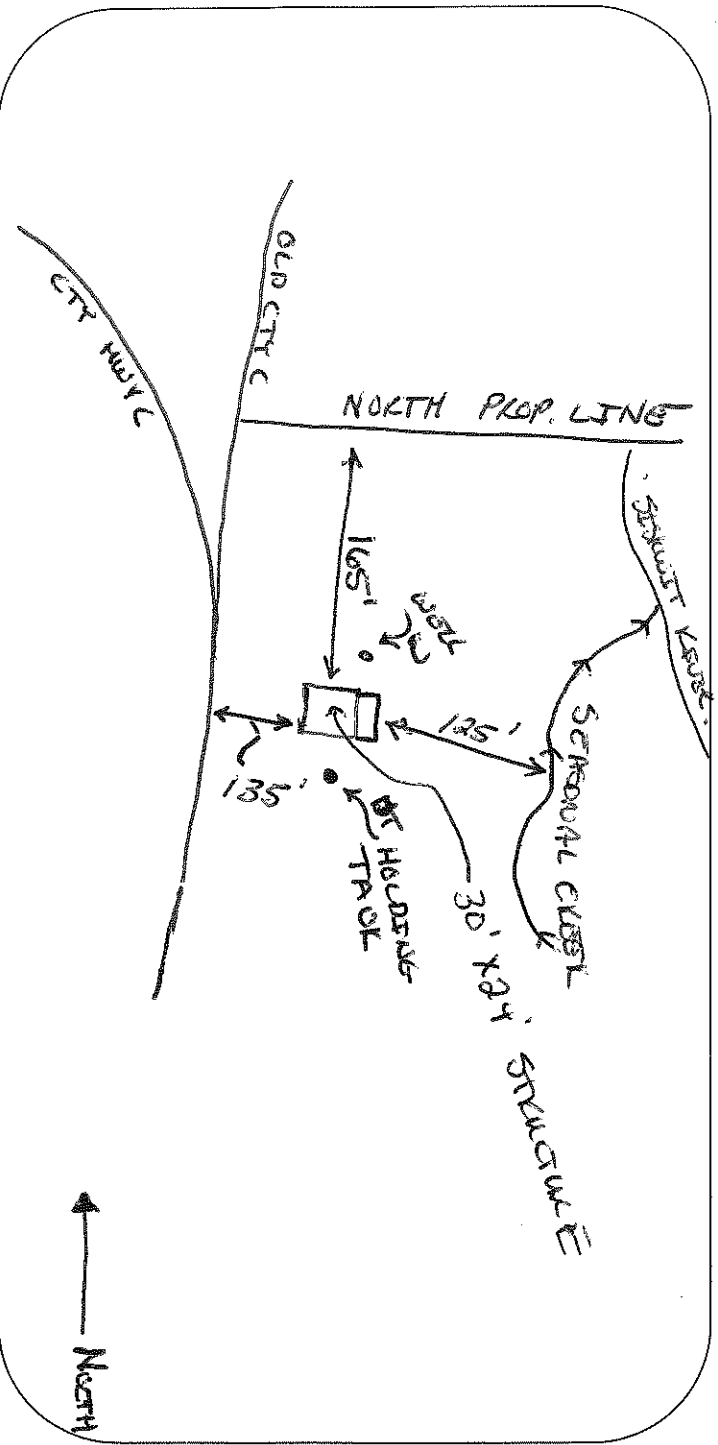 OLD CTY C
CTY HWY C
NORTH PROP. LINE
165'
WELL
W
135'
HT HOLDING
TANK
125'
SEASONAL CREEK
30' X 24' STRUCTURE
NORTH